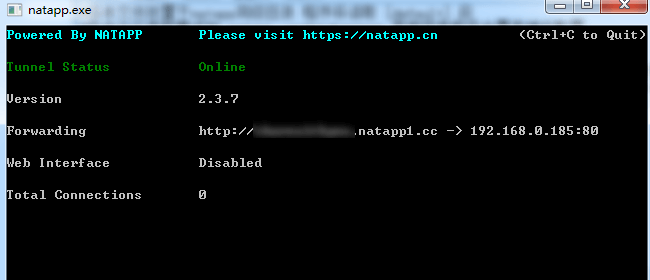 natapp.exe
Powered By NATAPP Please visit https://natapp.cn (Ctrl+C to Quit)
Tunnel Status Online
Version 2.3.7
Forwarding http:// .natapp1.cc -> 192.168.0.185:80
Web Interface Disabled
Total Connections 0